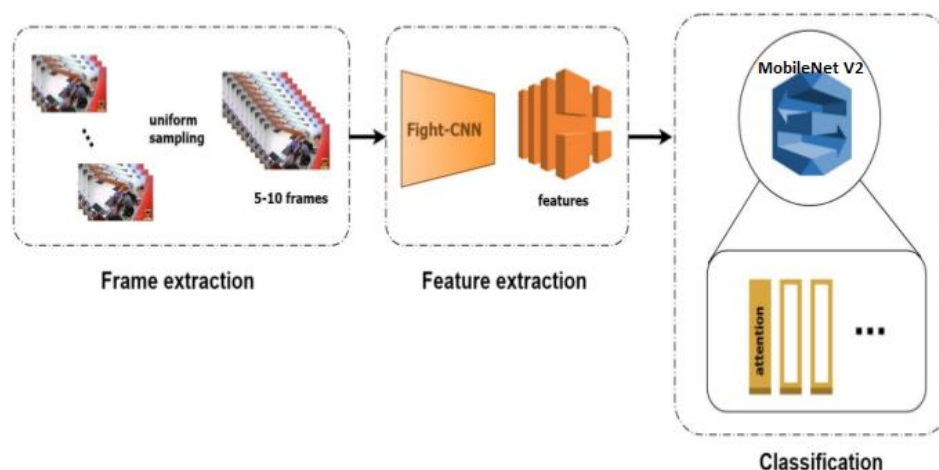 uniform
sampling
5-10 frames
Frame extraction
Fight-CNN
features
Feature extraction
MobileNet V2
attention
Classification